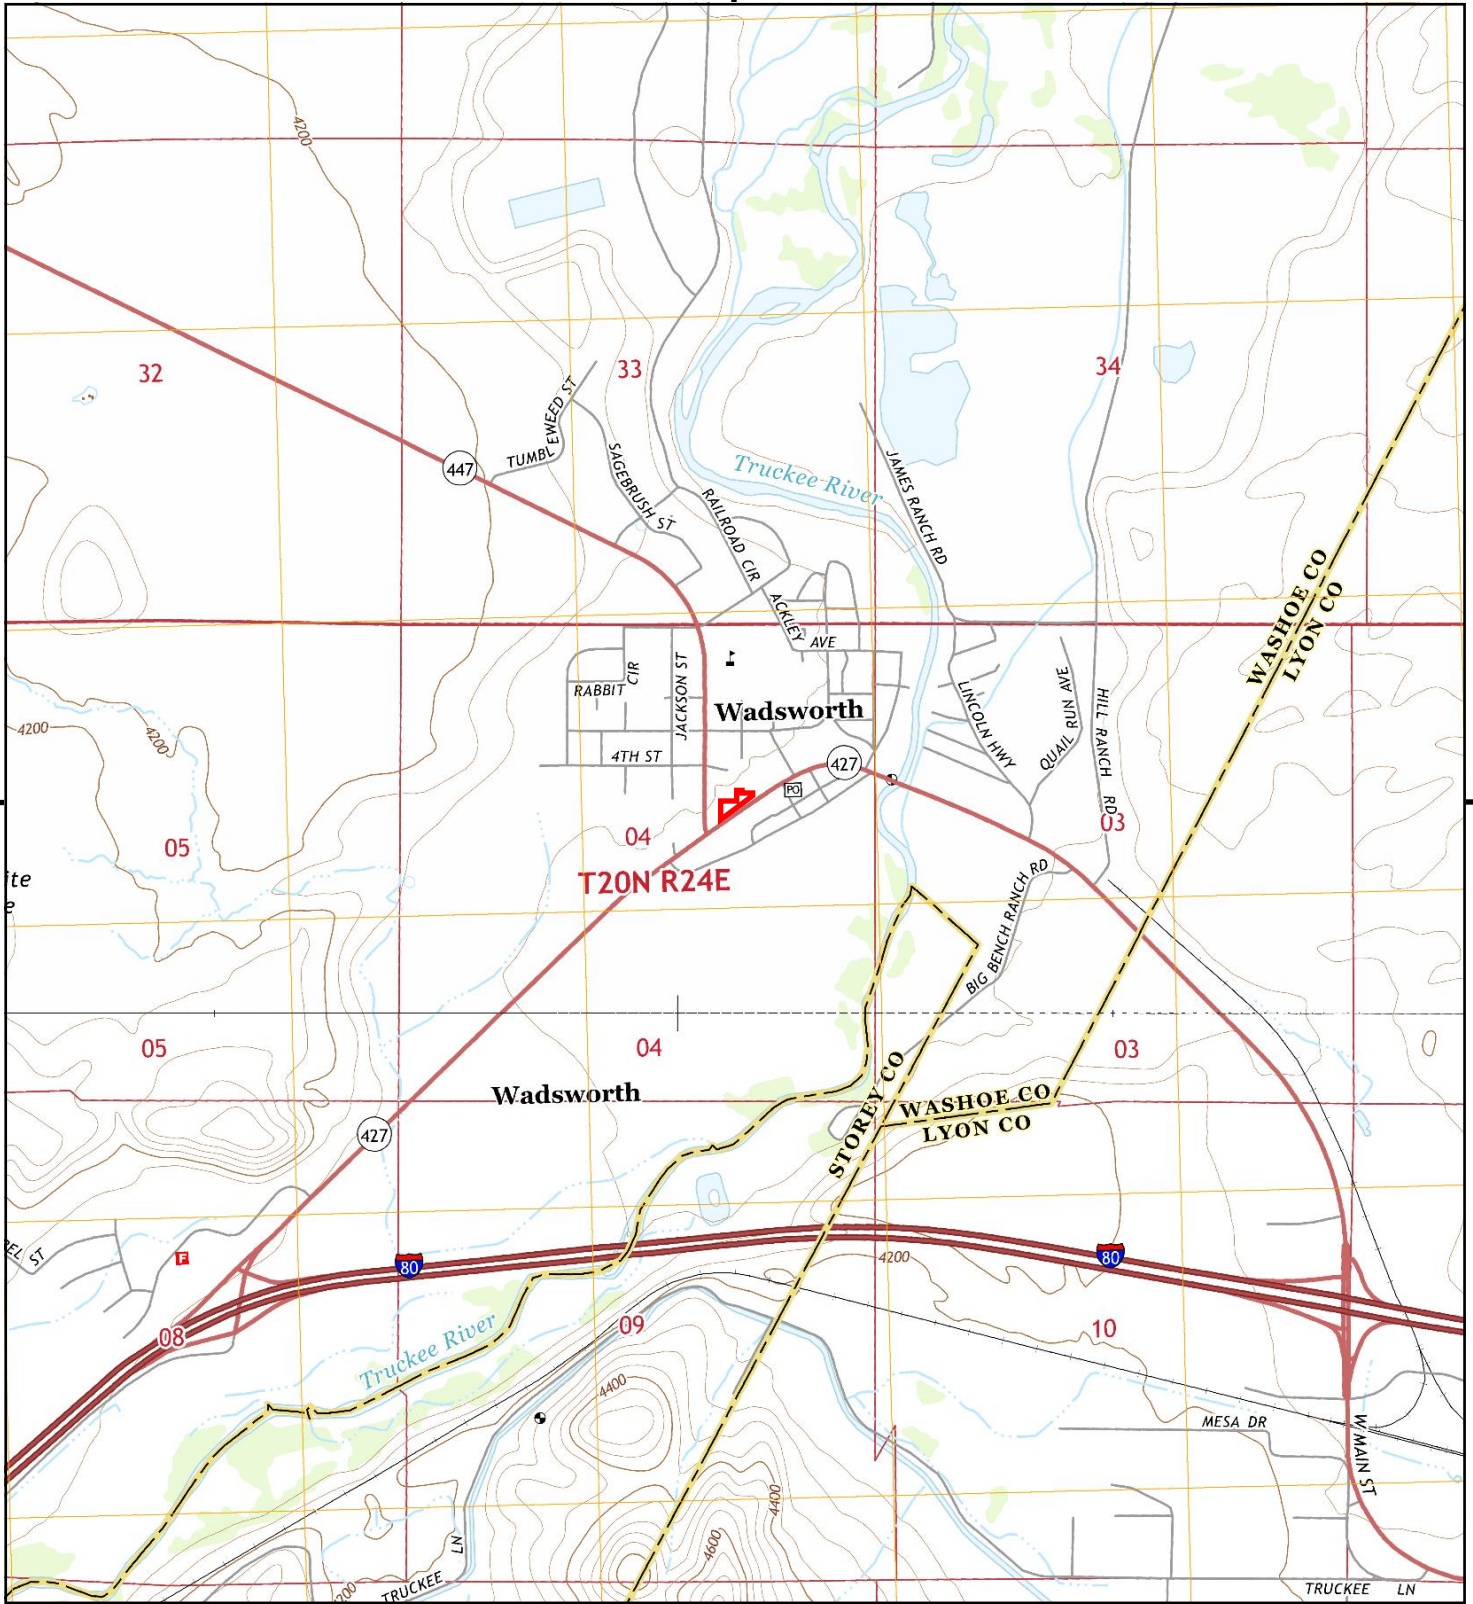 4200
32
33
34
447
TUMBLEWEED ST
SAGEBRUSH ST
RAILROAD CIR
Truckee River
JAMES RANCH RD
ACKLEY AVE
WASHOE CO
LYON CO
RABBIT CIR
JACKSON ST
Wadsworth
LINCOLN HWY
QUAIL RUN AVE
HILL RANCH RD
4200
4200
4TH ST
427
PO
05
04
03
T20N R24E
ite
BIG BENCH RANCH RD
05
04
03
Wadsworth
STOREY CO
WASHOE CO
LYON CO
427
EL ST
F
80
80
4200
08
09
10
Truckee River
4400
MESA DR
W MAIN ST
4400
4600
LN
TRUCKEE
200
TRUCKEE LN